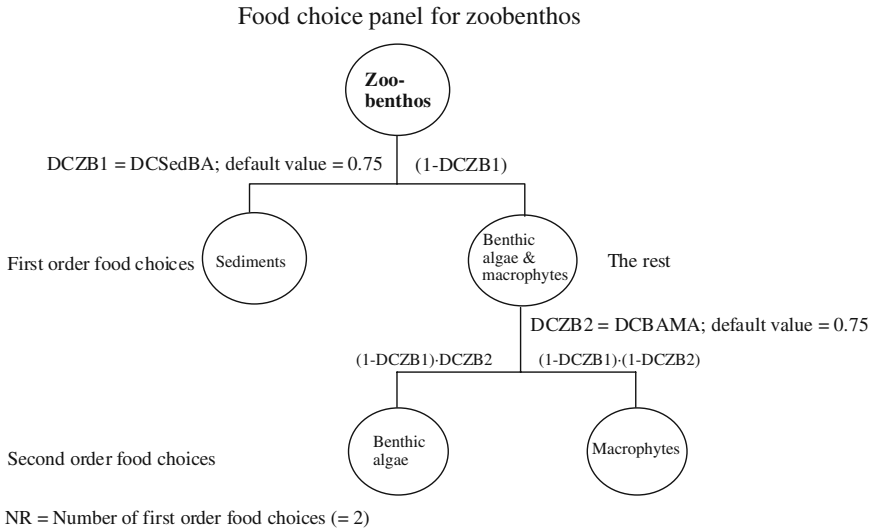 Food choice panel for zoobenthos
Zoo-
benthos
DCZB1 = DCSedBA; default value = 0.75
(1-DCZB1)
First order food choices
Sediments
Benthic
algae &
macrophytes
The rest
DCZB2 = DCBAMA; default value = 0.75
(1-DCZB1)·DCZB2
(1-DCZB1)·(1-DCZB2)
Second order food choices
Benthic
algae
Macrophytes
NR = Number of first order food choices (= 2)